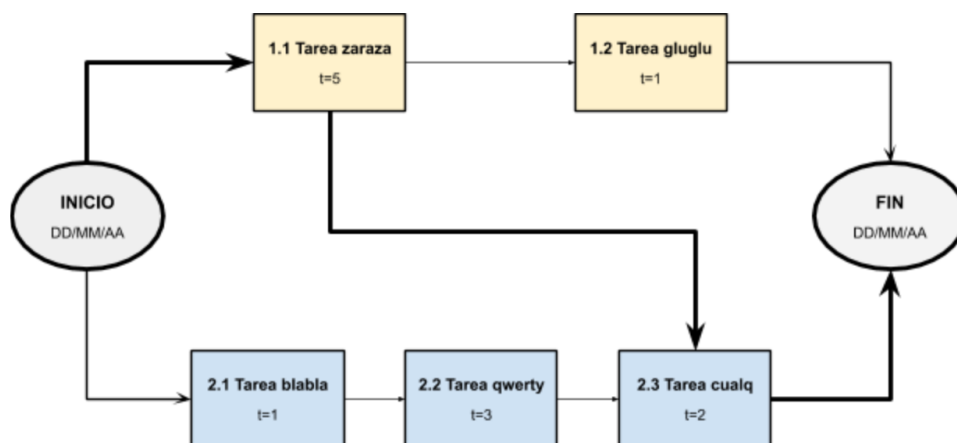 1.1 Tarea zaraza
t=5
1.2 Tarea gluglu
t=1
INICIO
DD/MM/AA
FIN
DD/MM/AA
2.1 Tarea blabla
t=1
2.2 Tarea qwerty
t=3
2.3 Tarea cualq
t=2